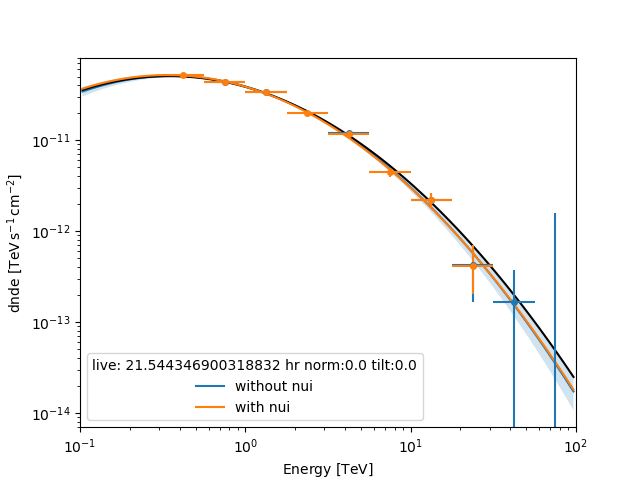 10⁻¹¹
10⁻¹²
10⁻¹³
10⁻¹⁴
dnde [TeV s⁻¹ cm⁻²]
live: 21.544346900318832 hr norm:0.0 tilt:0.0
without nui
with nui
10⁻¹ 10⁰ 10¹ 10²
Energy [TeV]